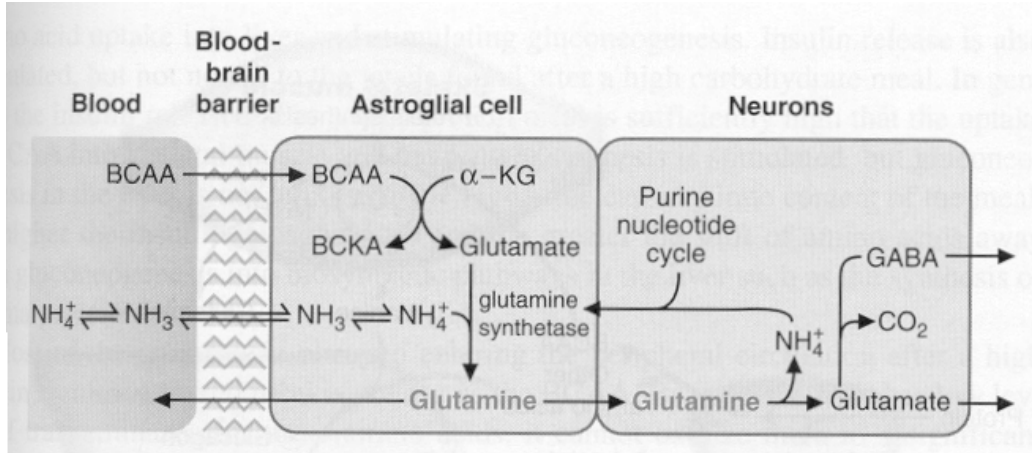 Blood
Blood-
brain
barrier
Astroglial cell
Neurons
BCAA
BCAA
α–KG
BCKA
Glutamate
NH₄⁺ ⇌ NH₃
NH₃ ⇌ NH₄⁺
glutamine
synthetase
Glutamine
Purine
nucleotide
cycle
NH₄⁺
GABA
CO₂
Glutamine
Glutamate